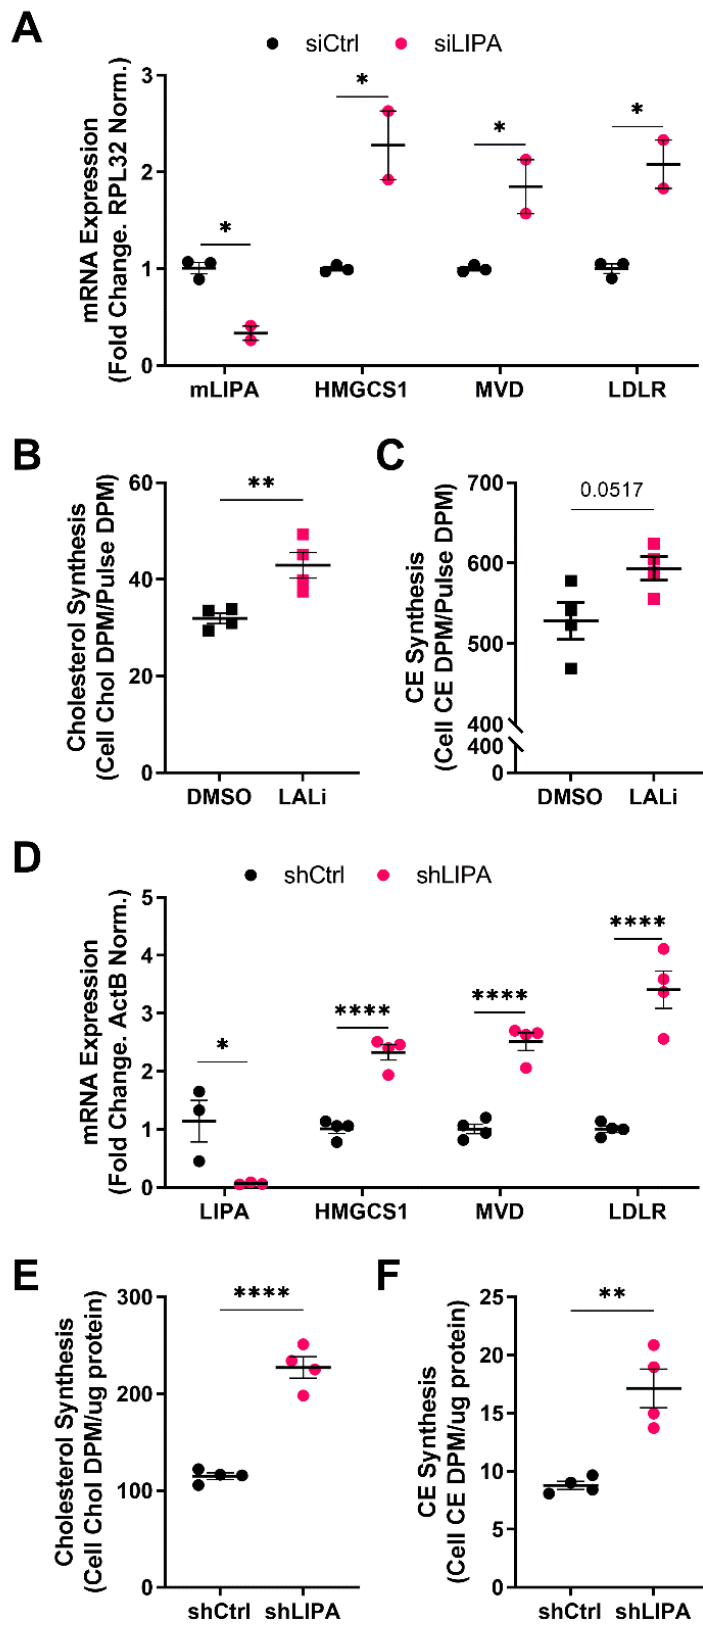 A
siCtrl siLIPA
mRNA Expression
(Fold Change. RPL32 Norm.)
3
2
1
0
* * * *
mLIPA HMGCS1 MVD LDLR
B
Cholesterol Synthesis
(Cell Chol DPM/Pulse DPM)
60
40
20
0
**
DMSO LALi
C
CE Synthesis
(Cell CE DPM/Pulse DPM)
700
600
500
400
400
0
0.0517
DMSO LALi
D
shCtrl shLIPA
mRNA Expression
(Fold Change. ActB Norm.)
5
4
3
2
1
0
* **** **** ****
LIPA HMGCS1 MVD LDLR
E
Cholesterol Synthesis
(Cell Chol DPM/ug protein)
300
200
100
0
****
shCtrl shLIPA
F
CE Synthesis
(Cell CE DPM/ug protein)
25
20
15
10
5
0
**
shCtrl shLIPA